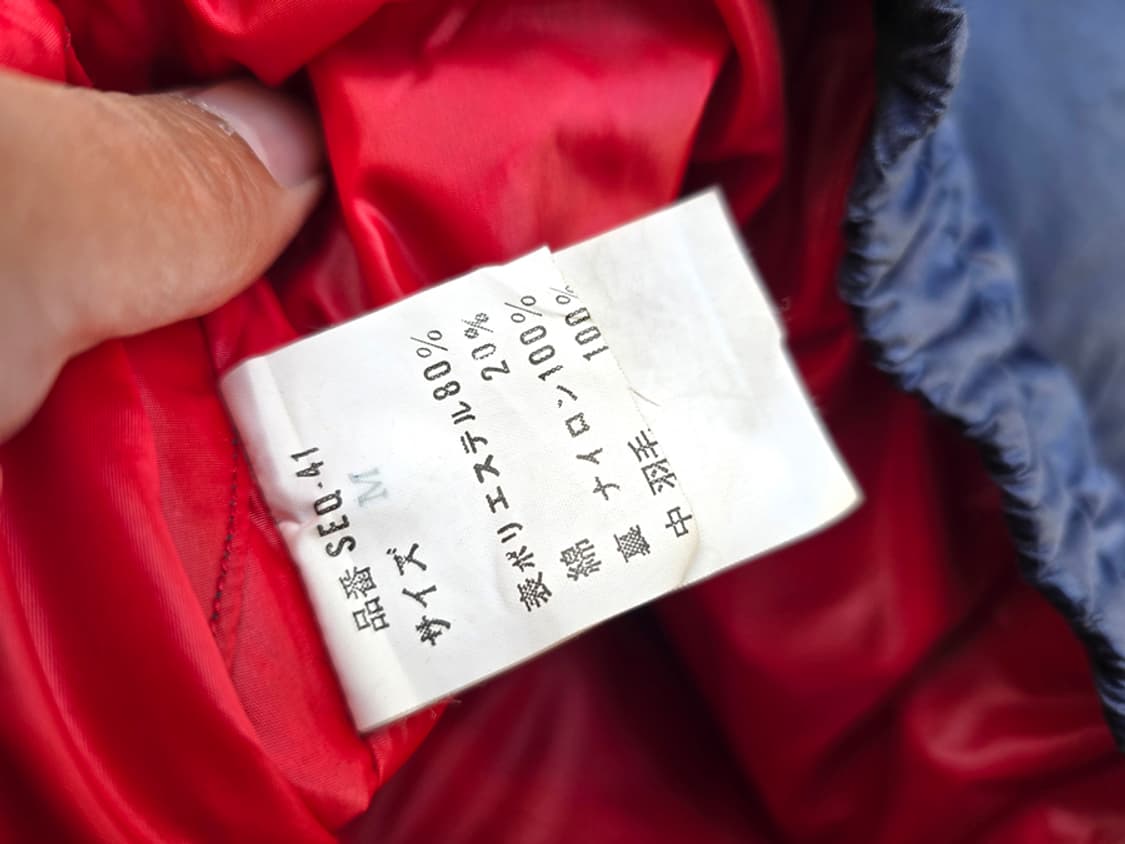 品番 SEQ-41
サイズ M
表ポリエステル80%
綿 20%
裏 ナイロン100%
中 羽毛 100%